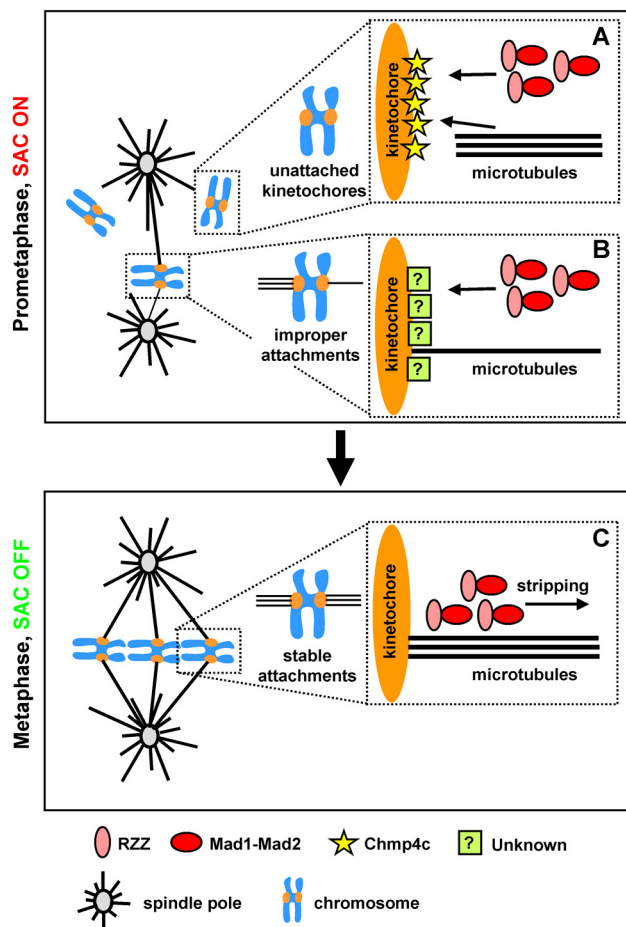 Prometaphase, SAC ON
A
kinetochore
unattached
kinetochores
microtubules
B
kinetochore
?
?
?
?
improper
attachments
microtubules
Metaphase, SAC OFF
C
kinetochore
stripping
stable
attachments
microtubules
RZZ
Mad1-Mad2
Chmp4c
?
Unknown
spindle pole
chromosome